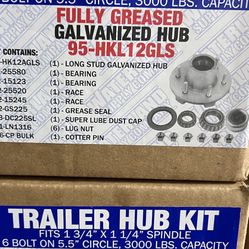 BOLT ON 5.5" CIRCLE, 3000 LBS. CAPACITY
FULLY GREASED
GALVANIZED HUB
95-HKL12GLS
T CONTAINS:
-HK12AGLS (1) - LONG STUD GALVANIZED HUB
-25580 (1) - BEARING
-15123 (1) - BEARING
-25520 (1) - RACE
-15245 (1) - RACE
-SS225 (1) - GREASE SEAL
-DC225SL (1) - SUPER LUBE DUST CAP
-LN1316 (6) - LUG NUT
-CP BULK (1) - COTTER PIN
TRAILER HUB KIT
FITS 1 3/4" X 1 1/4" SPINDLE
6 BOLT ON 5.5" CIRCLE, 3000 LBS. CAPACITY